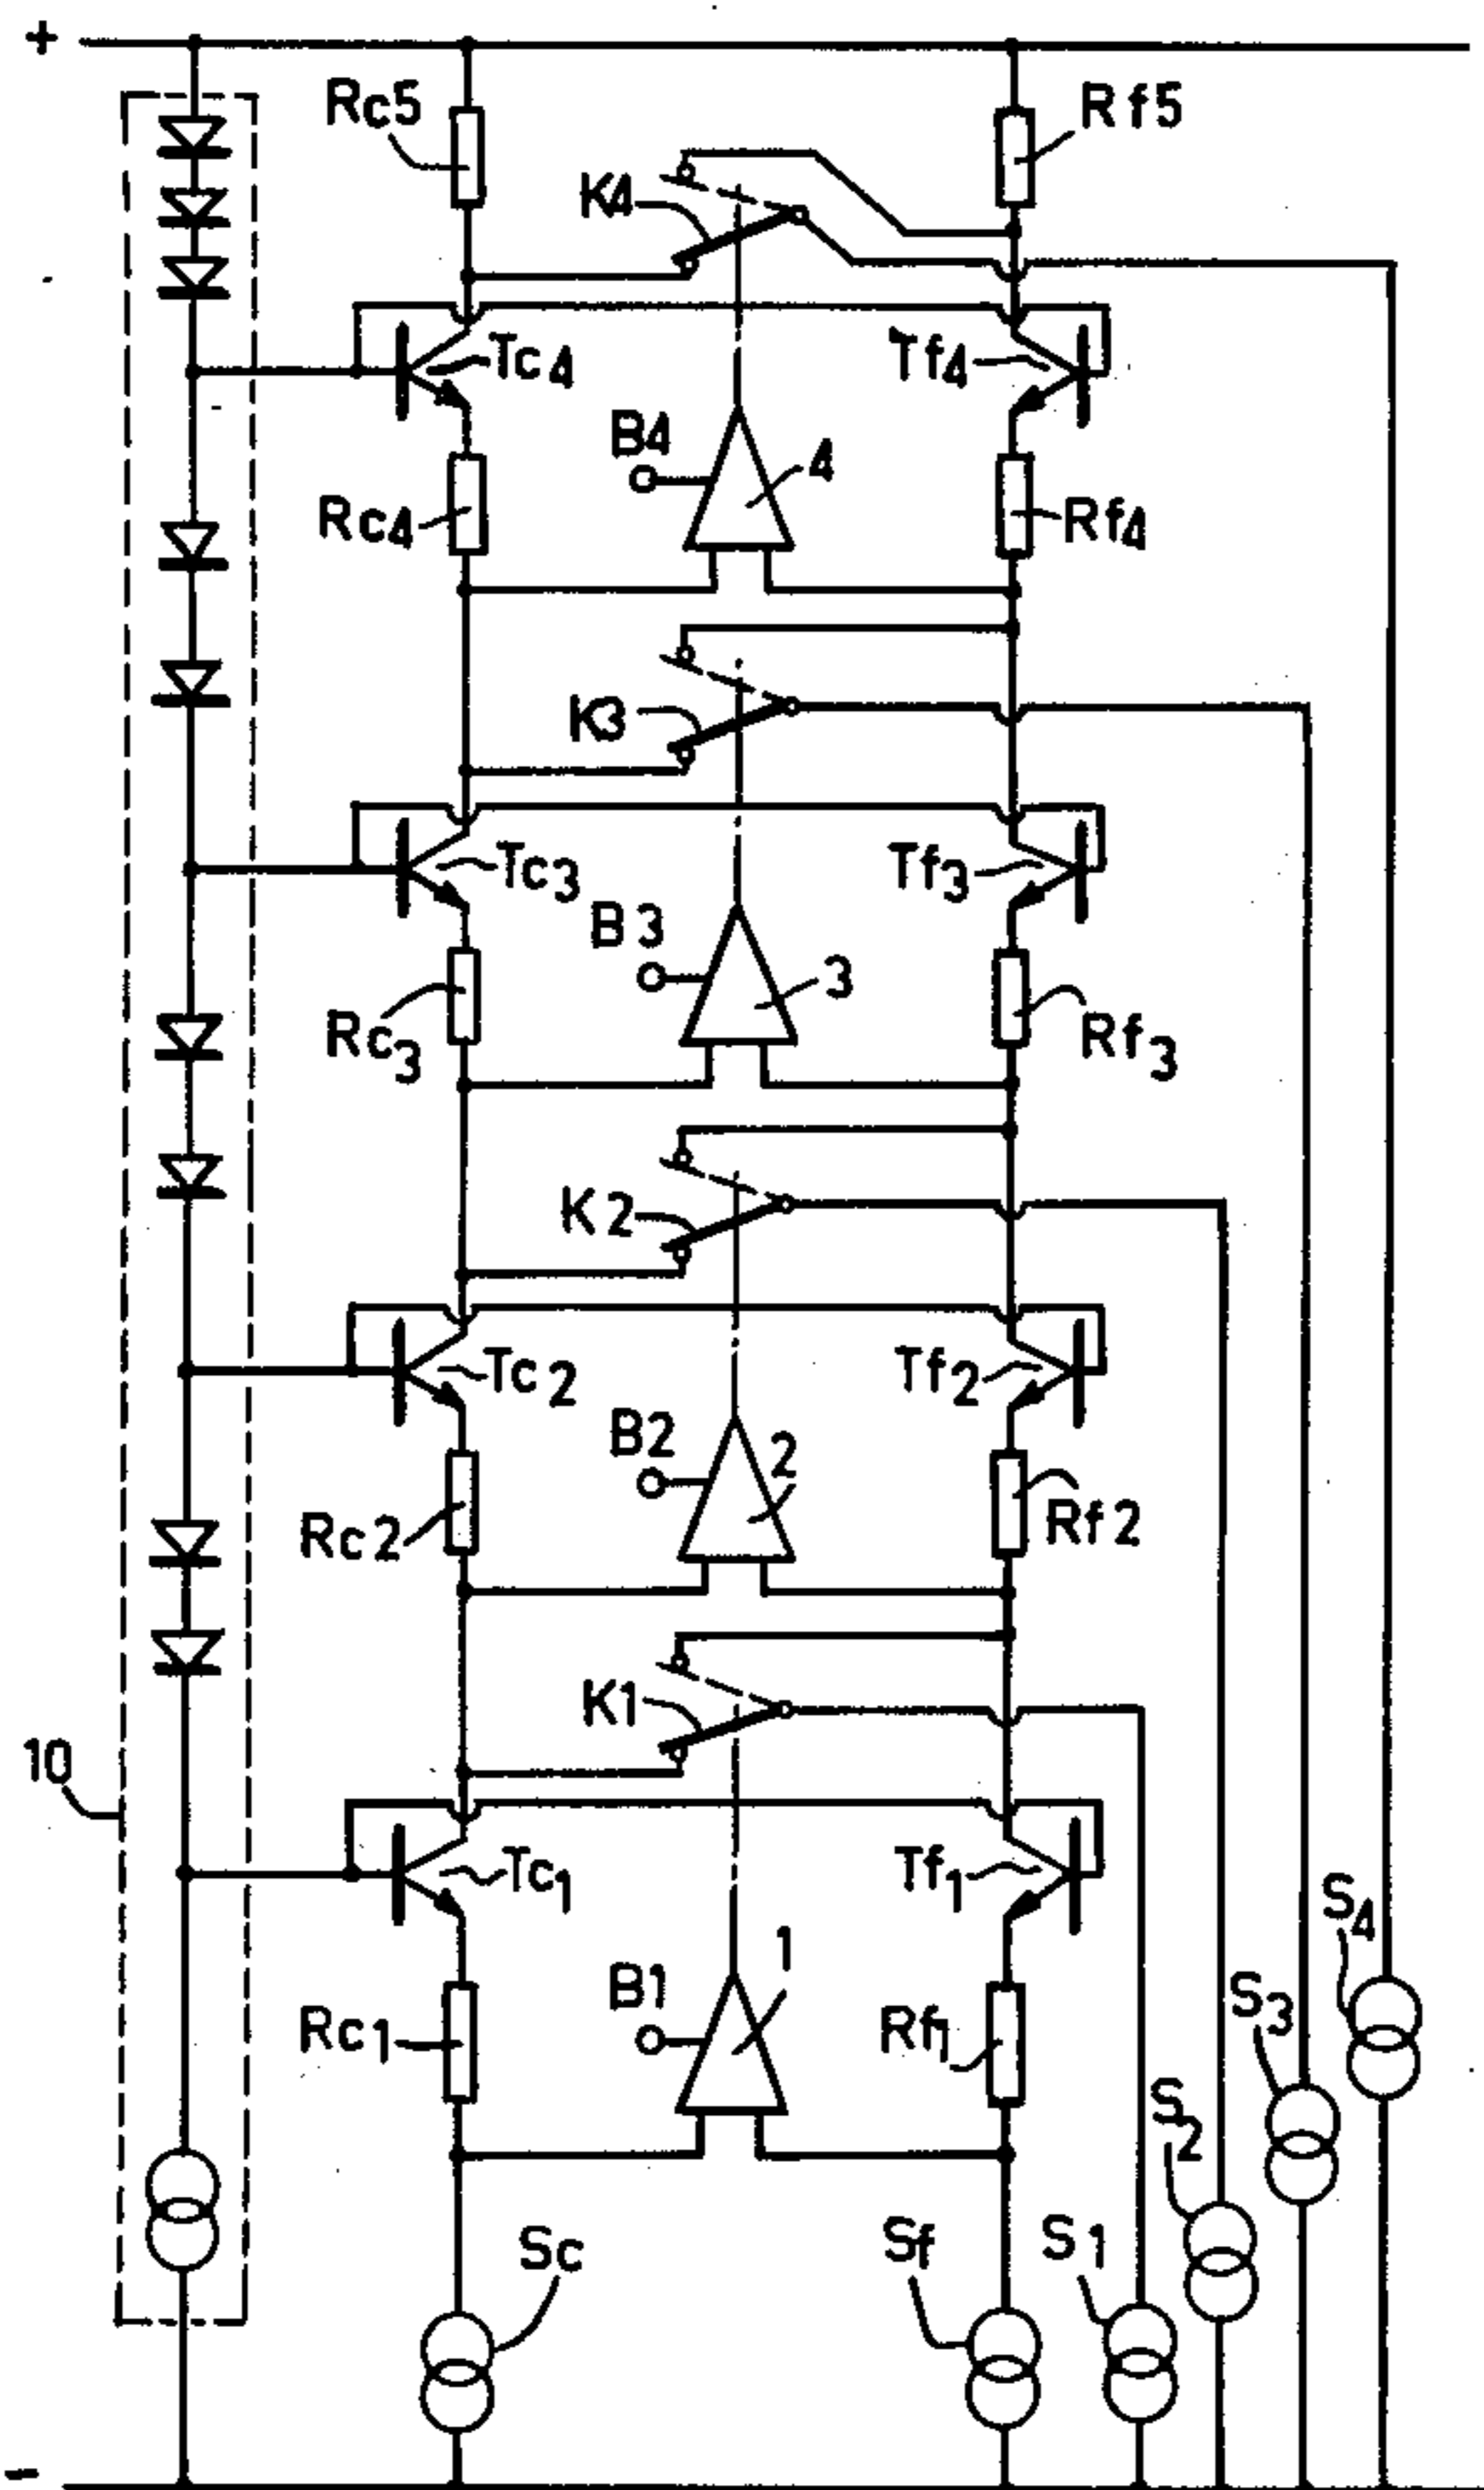 +
Rc5 Rf5
K4
Tc4 Tf4
B4
4
Rc4 Rf4
K3
Tc3 Tf3
B3
3
Rc3 Rf3
K2
Tc2 Tf2
B2
2
Rc2 Rf2
K1
10
Tc1 Tf1
S4
B1
1
S3
Rc1 Rf1
S2
Sc Sf S1
-